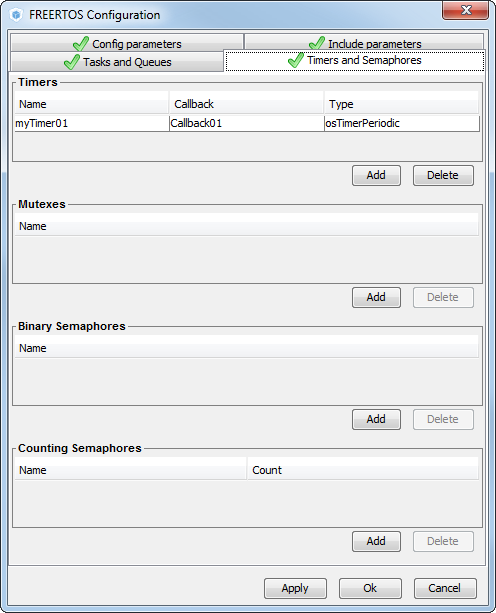 FREERTOS Configuration
Config parameters Include parameters
Tasks and Queues Timers and Semaphores
Timers
Name Callback Type
myTimer01 Callback01 osTimerPeriodic
Add Delete
Mutexes
Name
Add Delete
Binary Semaphores
Name
Add Delete
Counting Semaphores
Name Count
Add Delete
Apply Ok Cancel